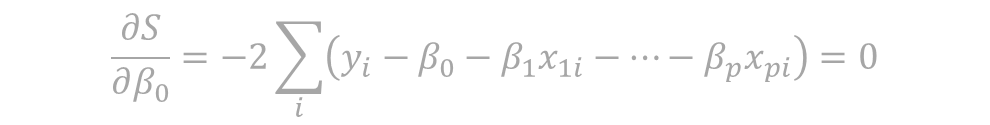 ∂S/∂β₀ = −2 ∑ᵢ (yᵢ − β₀ − β₁x₁ᵢ − ⋯ − βₚxₚᵢ) = 0